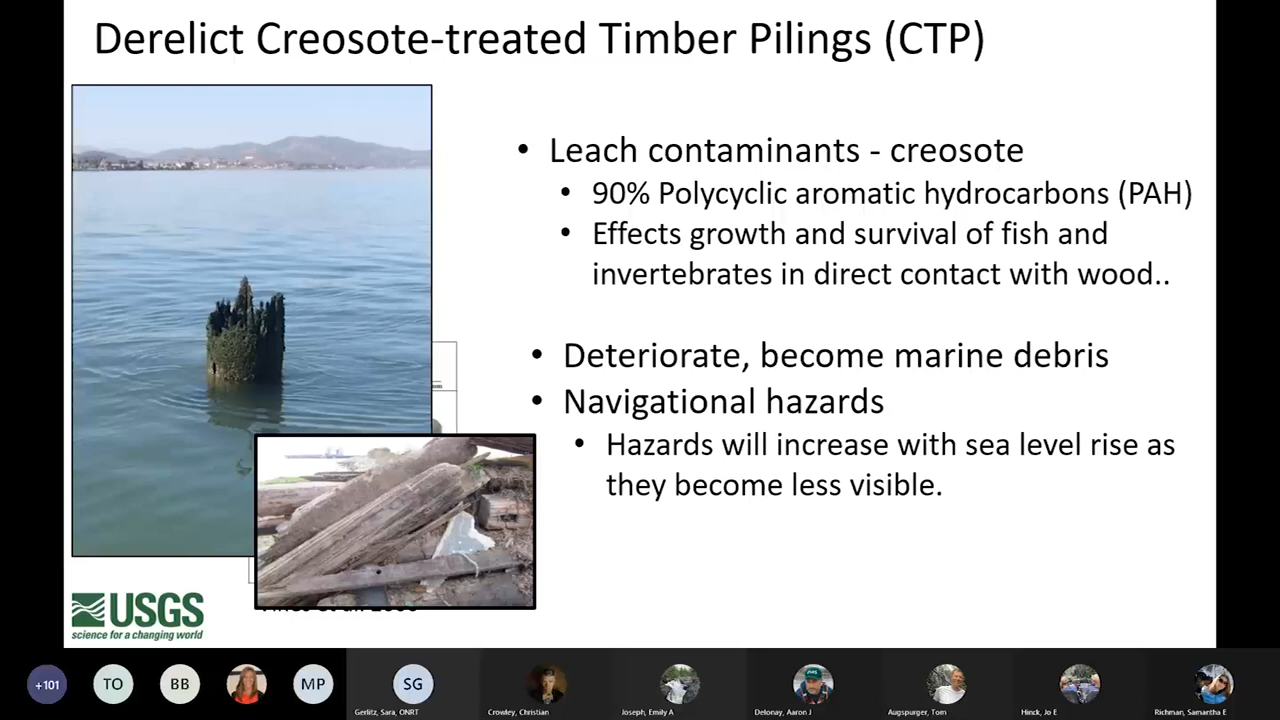 Derelict Creosote-treated Timber Pilings (CTP)
• Leach contaminants - creosote
• 90% Polycyclic aromatic hydrocarbons (PAH)
• Effects growth and survival of fish and
invertebrates in direct contact with wood..
• Deteriorate, become marine debris
• Navigational hazards
• Hazards will increase with sea level rise as
they become less visible.
USGS
science for a changing world
+101
TO
BB
MP
SG
Gerlitz, Sara, ONRT
Crowley, Christian
Joseph, Emily A
Delonay, Aaron J
Augspurger, Tom
Hinck, Jo E
Richman, Samantha E